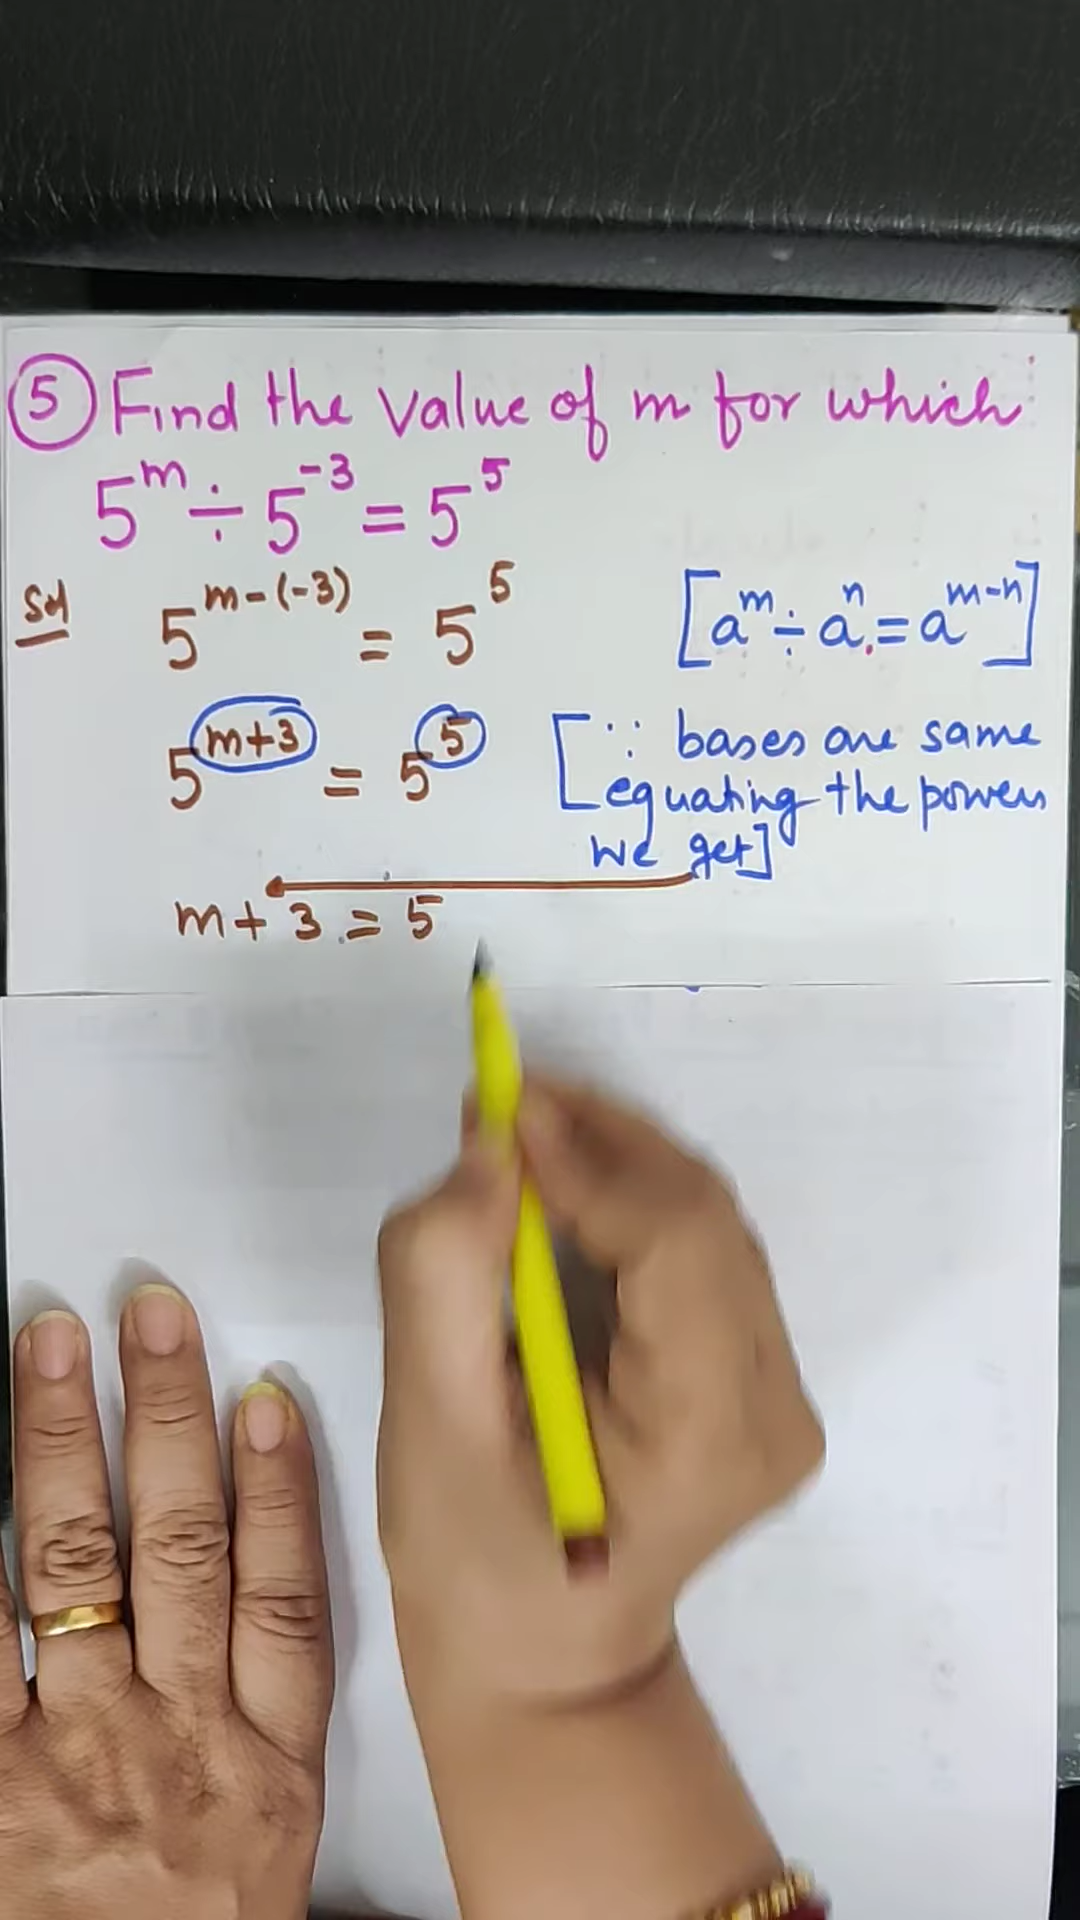 ⑤ Find the value of m for which
5^m ÷ 5^-3 = 5^5
Sol 5^m-(-3) = 5^5 [a^m ÷ a^n = a^m-n]
5^m+3 = 5^5 [∵ bases are same
equating the powers
we get]
m + 3 = 5